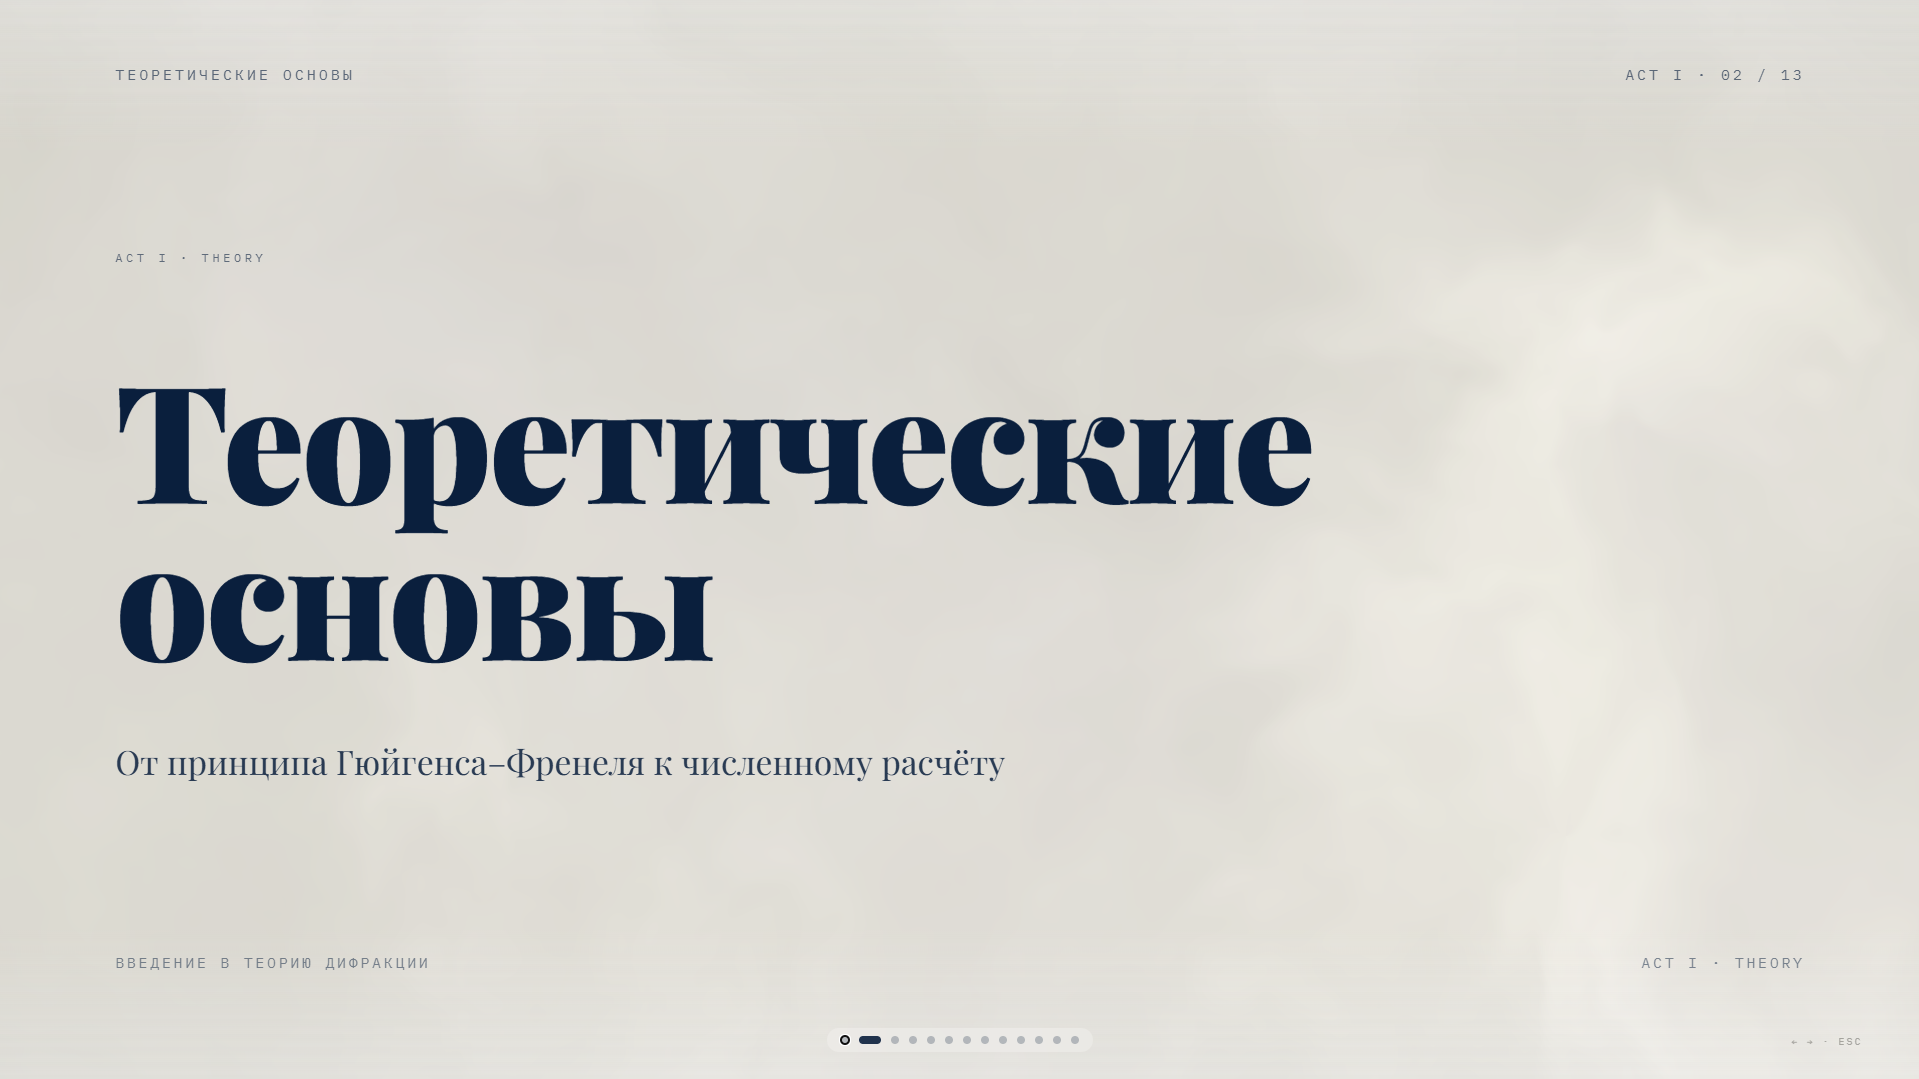 ТЕОРЕТИЧЕСКИЕ ОСНОВЫ
ACT I · 02 / 13
ACT I · THEORY
Теоретические
основы
От принципа Гюйгенса–Френеля к численному расчёту
ВВЕДЕНИЕ В ТЕОРИЮ ДИФРАКЦИИ
ACT I · THEORY
← → · ESC